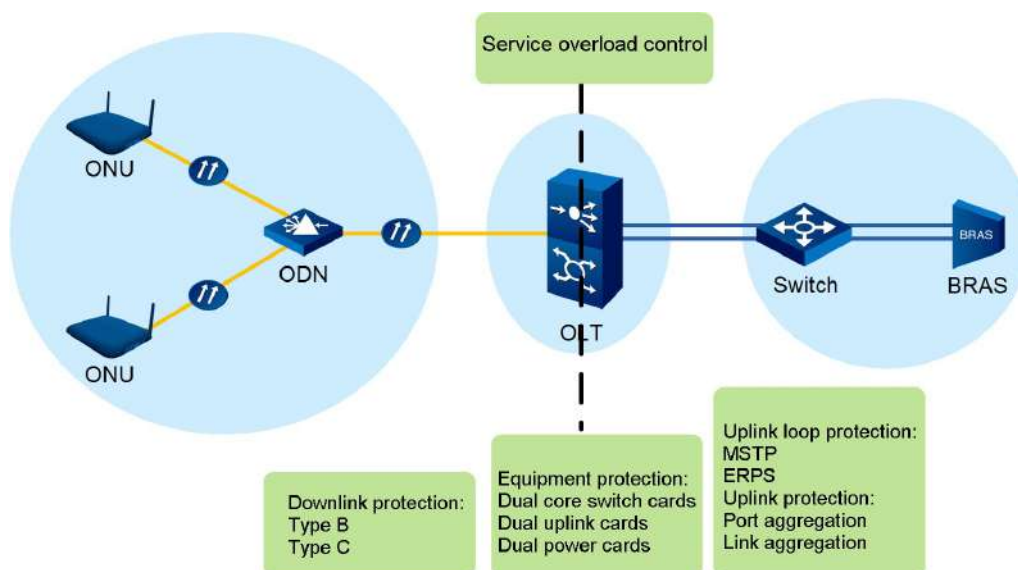 Service overload control
ONU
ODN
ONU
OLT
Switch
BRAS
BRAS
Downlink protection:
Type B
Type C
Equipment protection:
Dual core switch cards
Dual uplink cards
Dual power cards
Uplink loop protection:
MSTP
ERPS
Uplink protection:
Port aggregation
Link aggregation